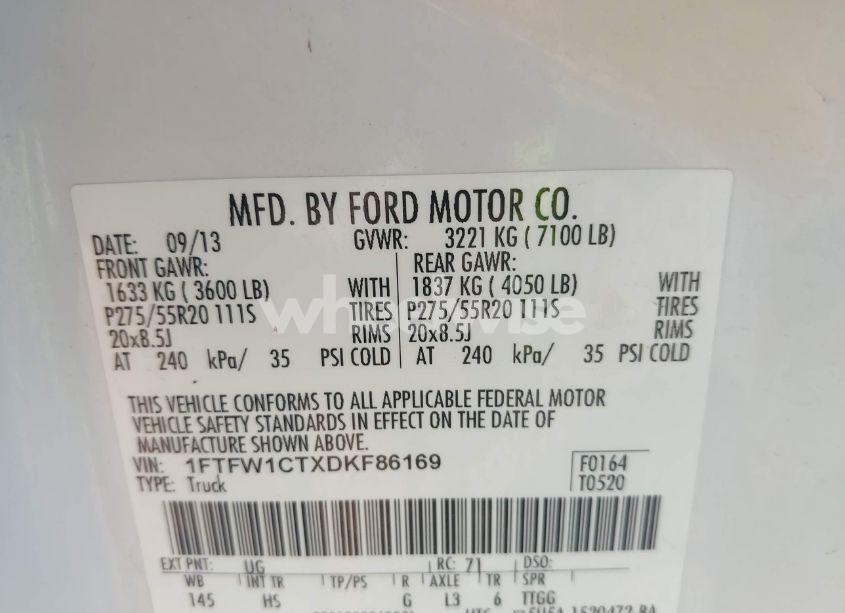 MFD. BY FORD MOTOR CO.
DATE: 09/13 GVWR: 3221 KG ( 7100 LB)
FRONT GAWR: REAR GAWR:
1633 KG ( 3600 LB) WITH 1837 KG ( 4050 LB) WITH
P275/55R20 111S TIRES P275/55R20 111S TIRES
20x8.5J RIMS 20x8.5J RIMS
AT 240 kPa/ 35 PSI COLD AT 240 kPa/ 35 PSI COLD
THIS VEHICLE CONFORMS TO ALL APPLICABLE FEDERAL MOTOR
VEHICLE SAFETY STANDARDS IN EFFECT ON THE DATE OF
MANUFACTURE SHOWN ABOVE.
VIN: 1FTFW1CTXDKF86169 F0164
TYPE: Truck T0520
EXT PNT: UG RC: 71 DSO:
WB INT TR TP/PS R AXLE TR SPR
145 HS G L3 6 TTGG